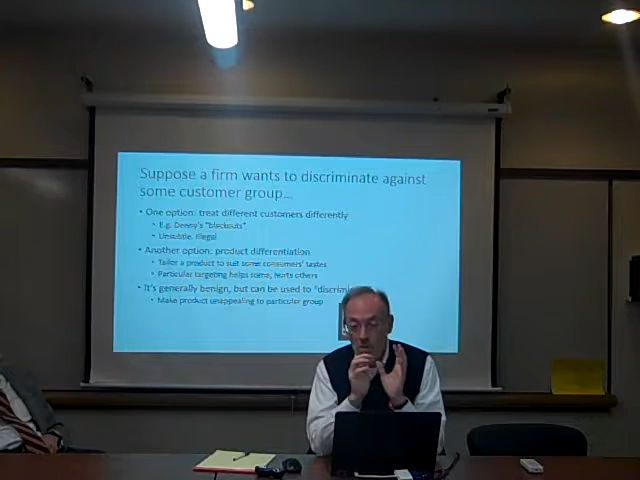 Suppose a firm wants to discriminate against
some customer group...
• One option: treat different customers differently
• E.g. Denny's "blackouts"
• Unsubtle. Illegal
• Another option: product differentiation
• Tailor a product to suit some consumers' tastes
• Particular targeting helps some, hurts others
• It's generally benign, but can be used to "discrimi
• Make product unappealing to particular group